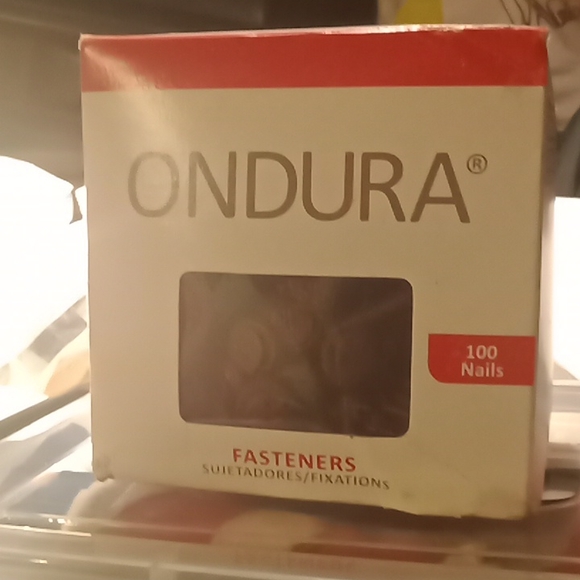 ONDURA®
100
Nails
FASTENERS
SUJETADORES/FIXATIONS